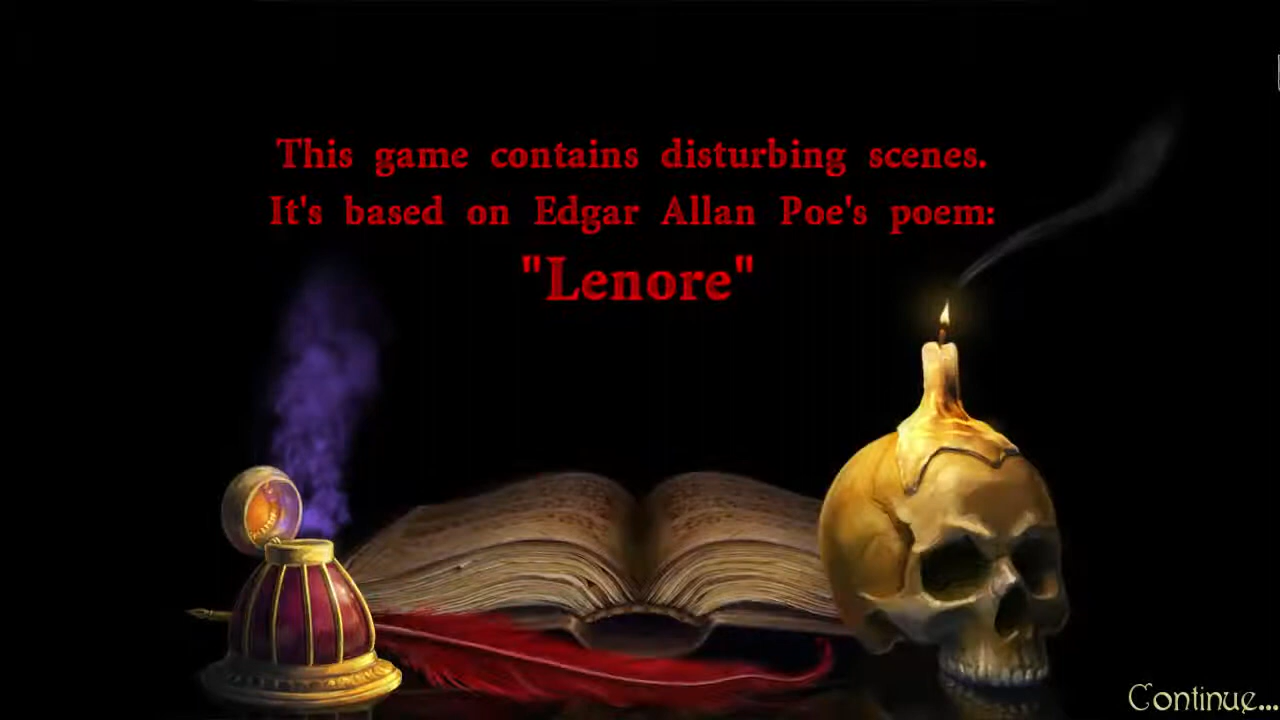 This game contains disturbing scenes.
It's based on Edgar Allan Poe's poem:
"Lenore"
Continue...